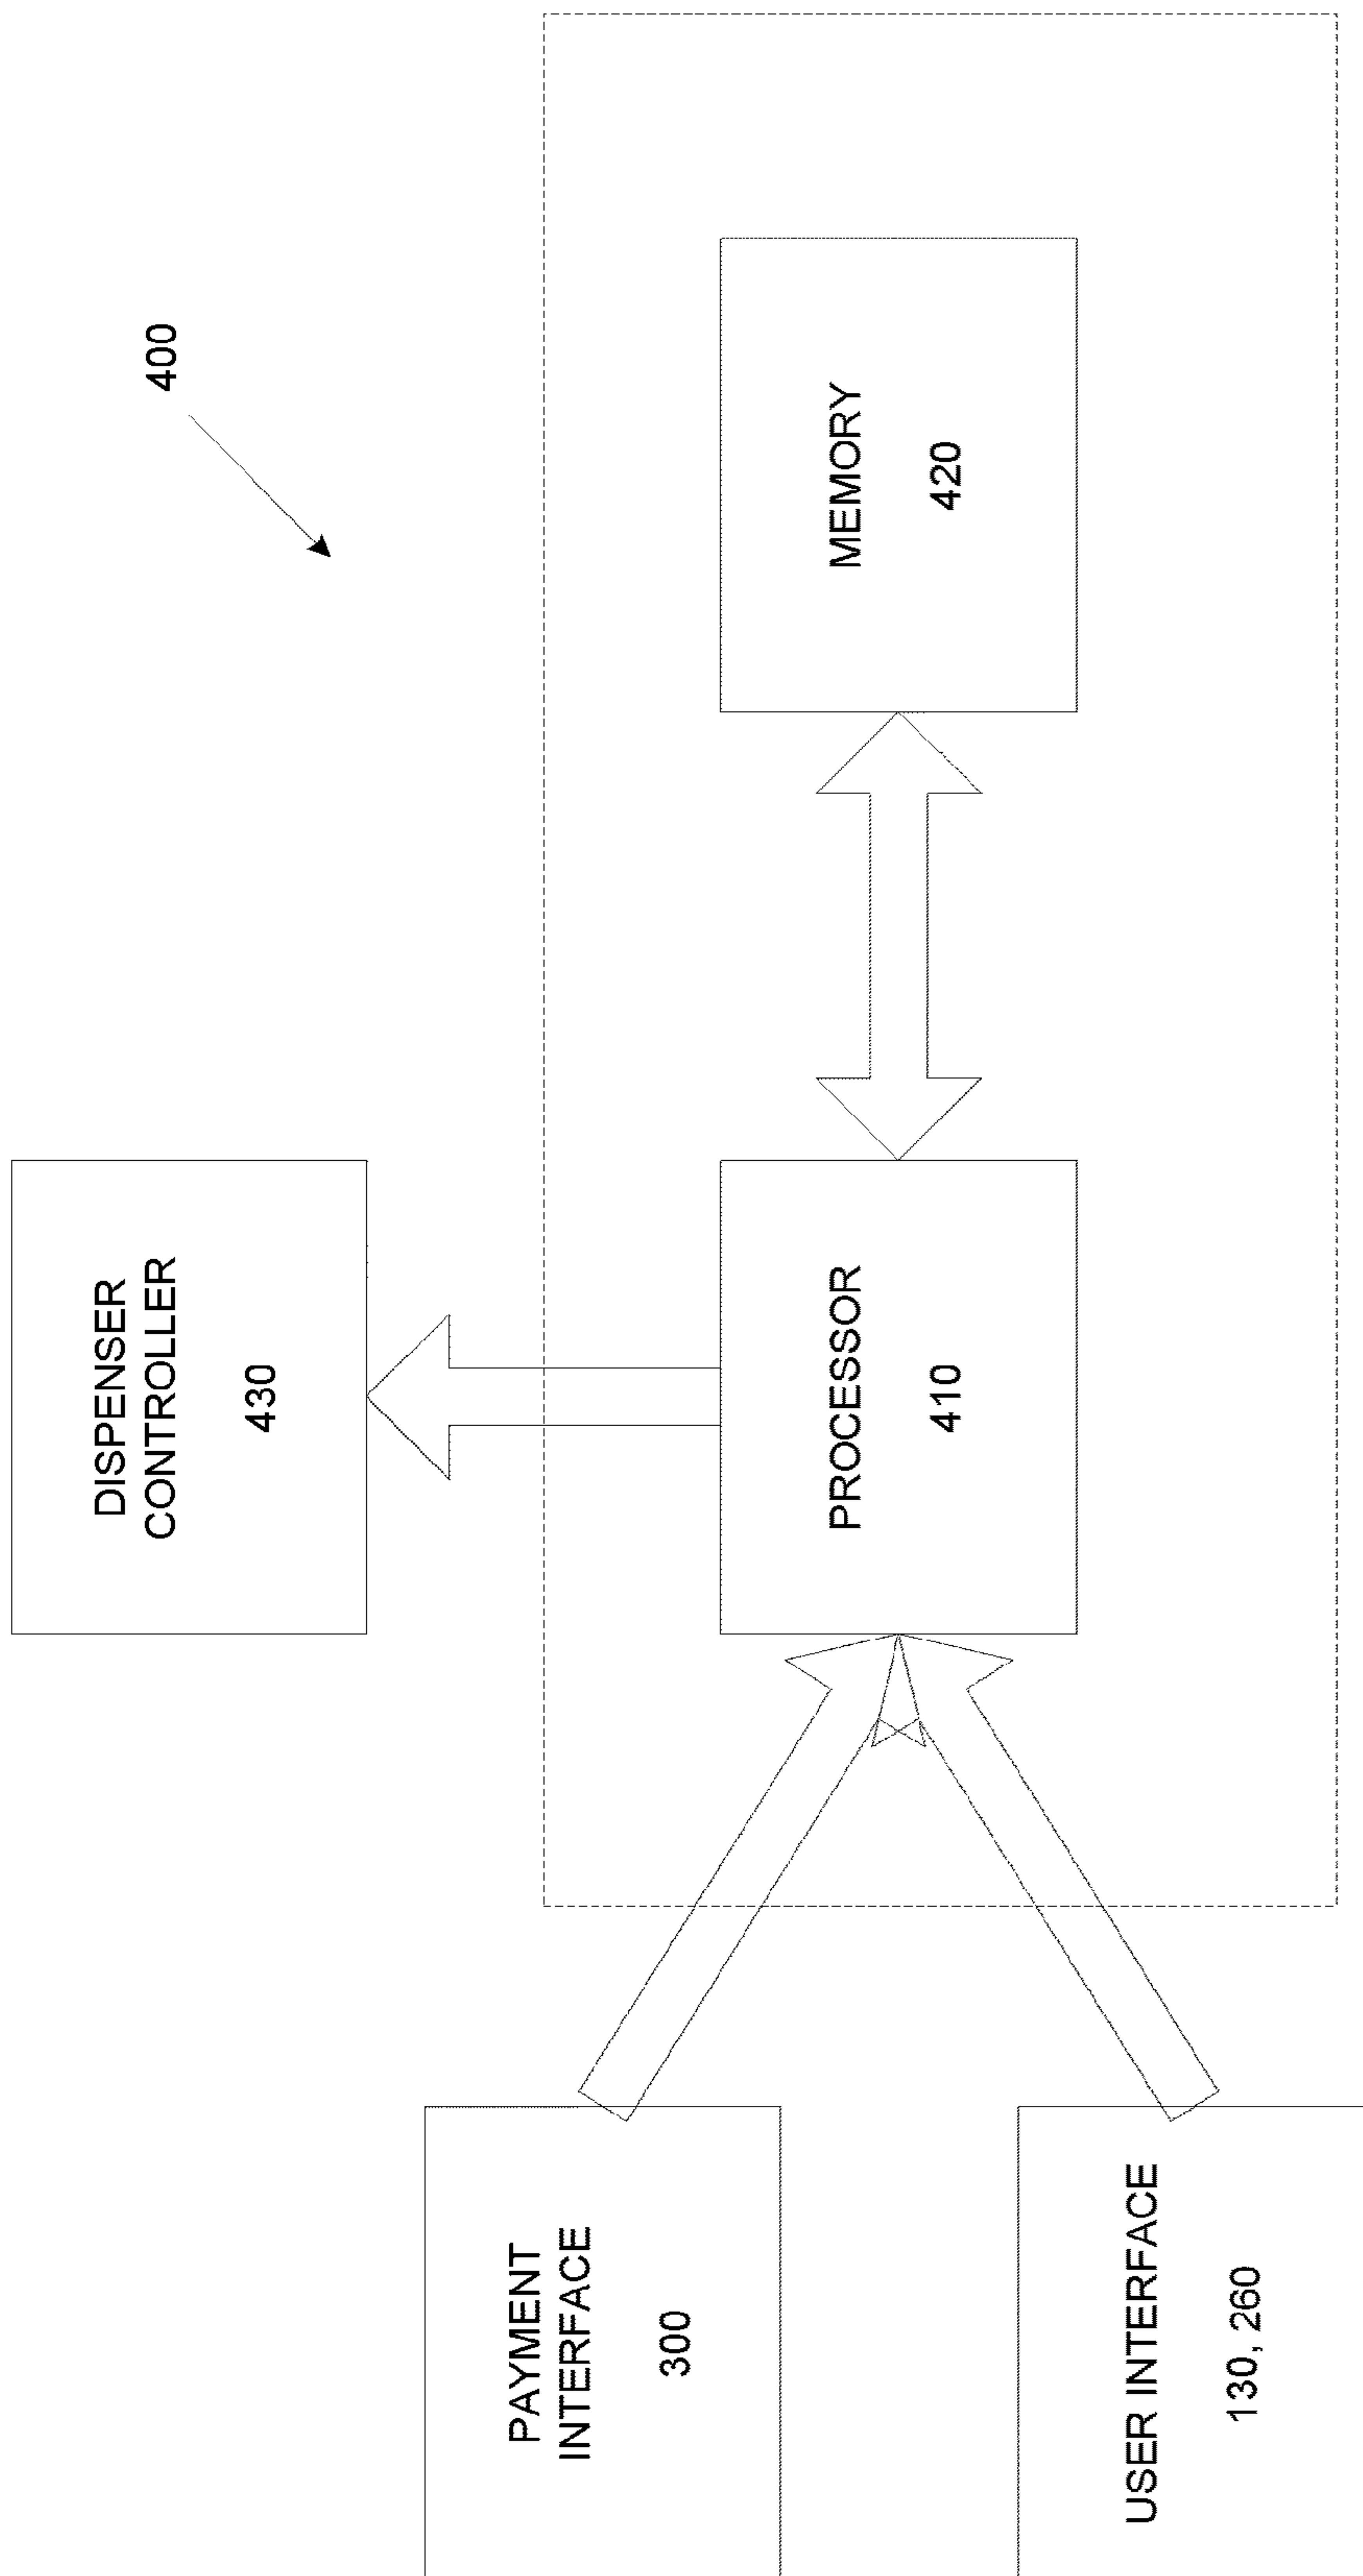 400
DISPENSER
CONTROLLER
430
PAYMENT
INTERFACE
300
PROCESSOR
410
MEMORY
420
USER INTERFACE
130, 260